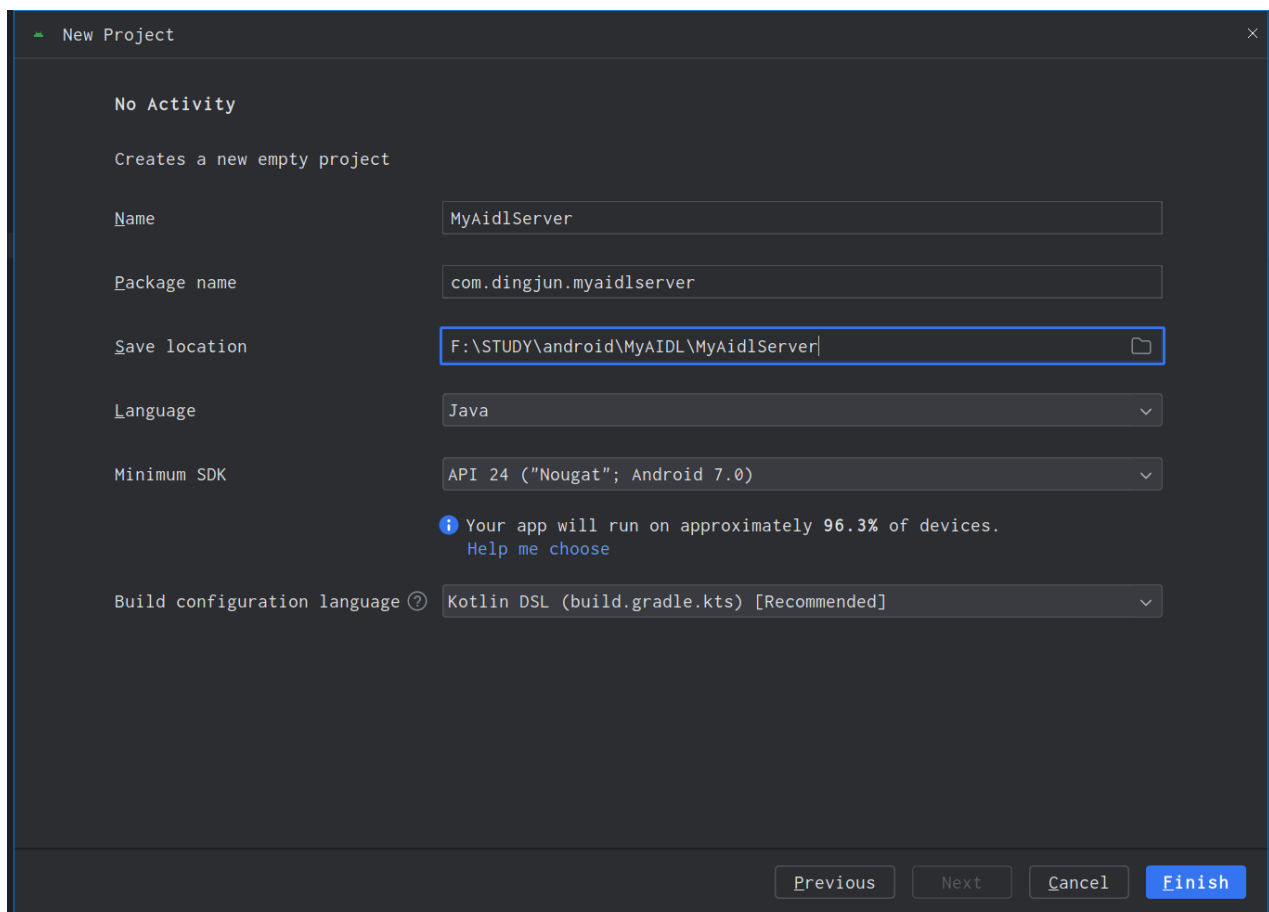 New Project
No Activity
Creates a new empty project
Name MyAidlServer
Package name com.dingjun.myaidlserver
Save location F:\STUDY\android\MyAIDL\MyAidlServer
Language Java
Minimum SDK API 24 ("Nougat"; Android 7.0)
Your app will run on approximately 96.3% of devices.
Help me choose
Build configuration language Kotlin DSL (build.gradle.kts) [Recommended]
Previous Next Cancel Finish